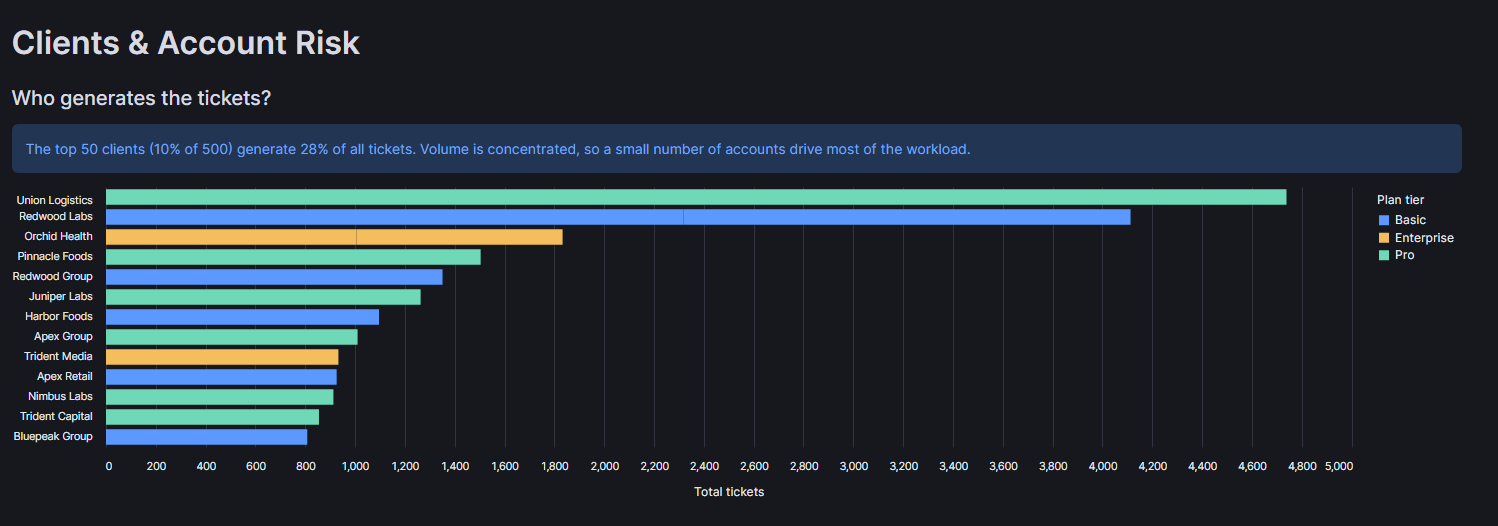 Clients & Account Risk
Who generates the tickets?
The top 50 clients (10% of 500) generate 28% of all tickets. Volume is concentrated, so a small number of accounts drive most of the workload.
Union Logistics
Redwood Labs
Orchid Health
Pinnacle Foods
Redwood Group
Juniper Labs
Harbor Foods
Apex Group
Trident Media
Apex Retail
Nimbus Labs
Trident Capital
Bluepeak Group
0 200 400 600 800 1,000 1,200 1,400 1,600 1,800 2,000 2,200 2,400 2,600 2,800 3,000 3,200 3,400 3,600 3,800 4,000 4,200 4,400 4,600 4,800 5,000
Total tickets
Plan tier
Basic
Enterprise
Pro